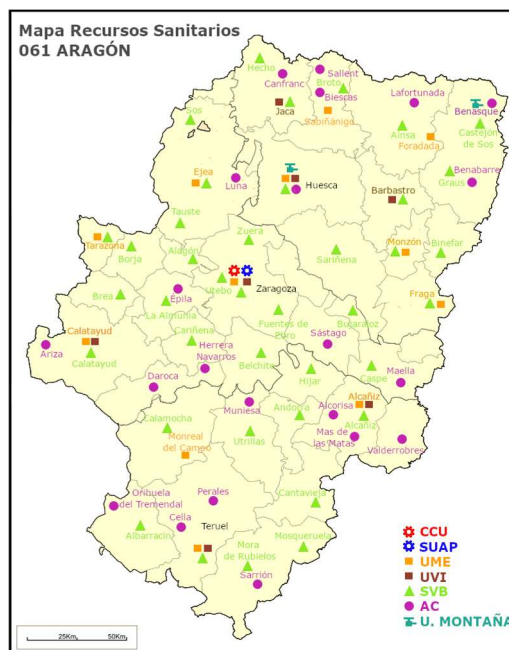 Mapa Recursos Sanitarios
061 ARAGÓN
Hecho
Canfranc
Sallent
Broto
Biescas
Sabiñánigo
Jaca
Lafortunada
Benasque
Sos
Ainsa
Foradada
Castejón
de Sos
Ejea
Luna
Huesca
Barbastro
Graus
Benabarre
Tauste
Zuera
Tarazona
Borja
Alagón
Sariñena
Monzón
Binefar
Brea
Épila
La Almunia
Utebo
Zaragoza
Fraga
Fuentes de
Ebro
Bujaraloz
Calatayud
Ariza
Calatayud
Cariñena
Herrera
Navarros
Belchite
Sástago
Daroca
Hijar
Caspe
Maella
Calamocha
Muniesa
Andorra
Alcorisa
Alcañiz
Alcañiz
Monreal
del Campo
Utrillas
Mas de
las Matas
Valderrobres
Orihuela
del Tremendal
Perales
Cella
Cantavieja
Albarracín
Teruel
Mora
de Rubielos
Mosqueruela
Sarrión
CCU
SUAP
UME
UVI
SVB
AC
U. MONTAÑA
25Km 50Km